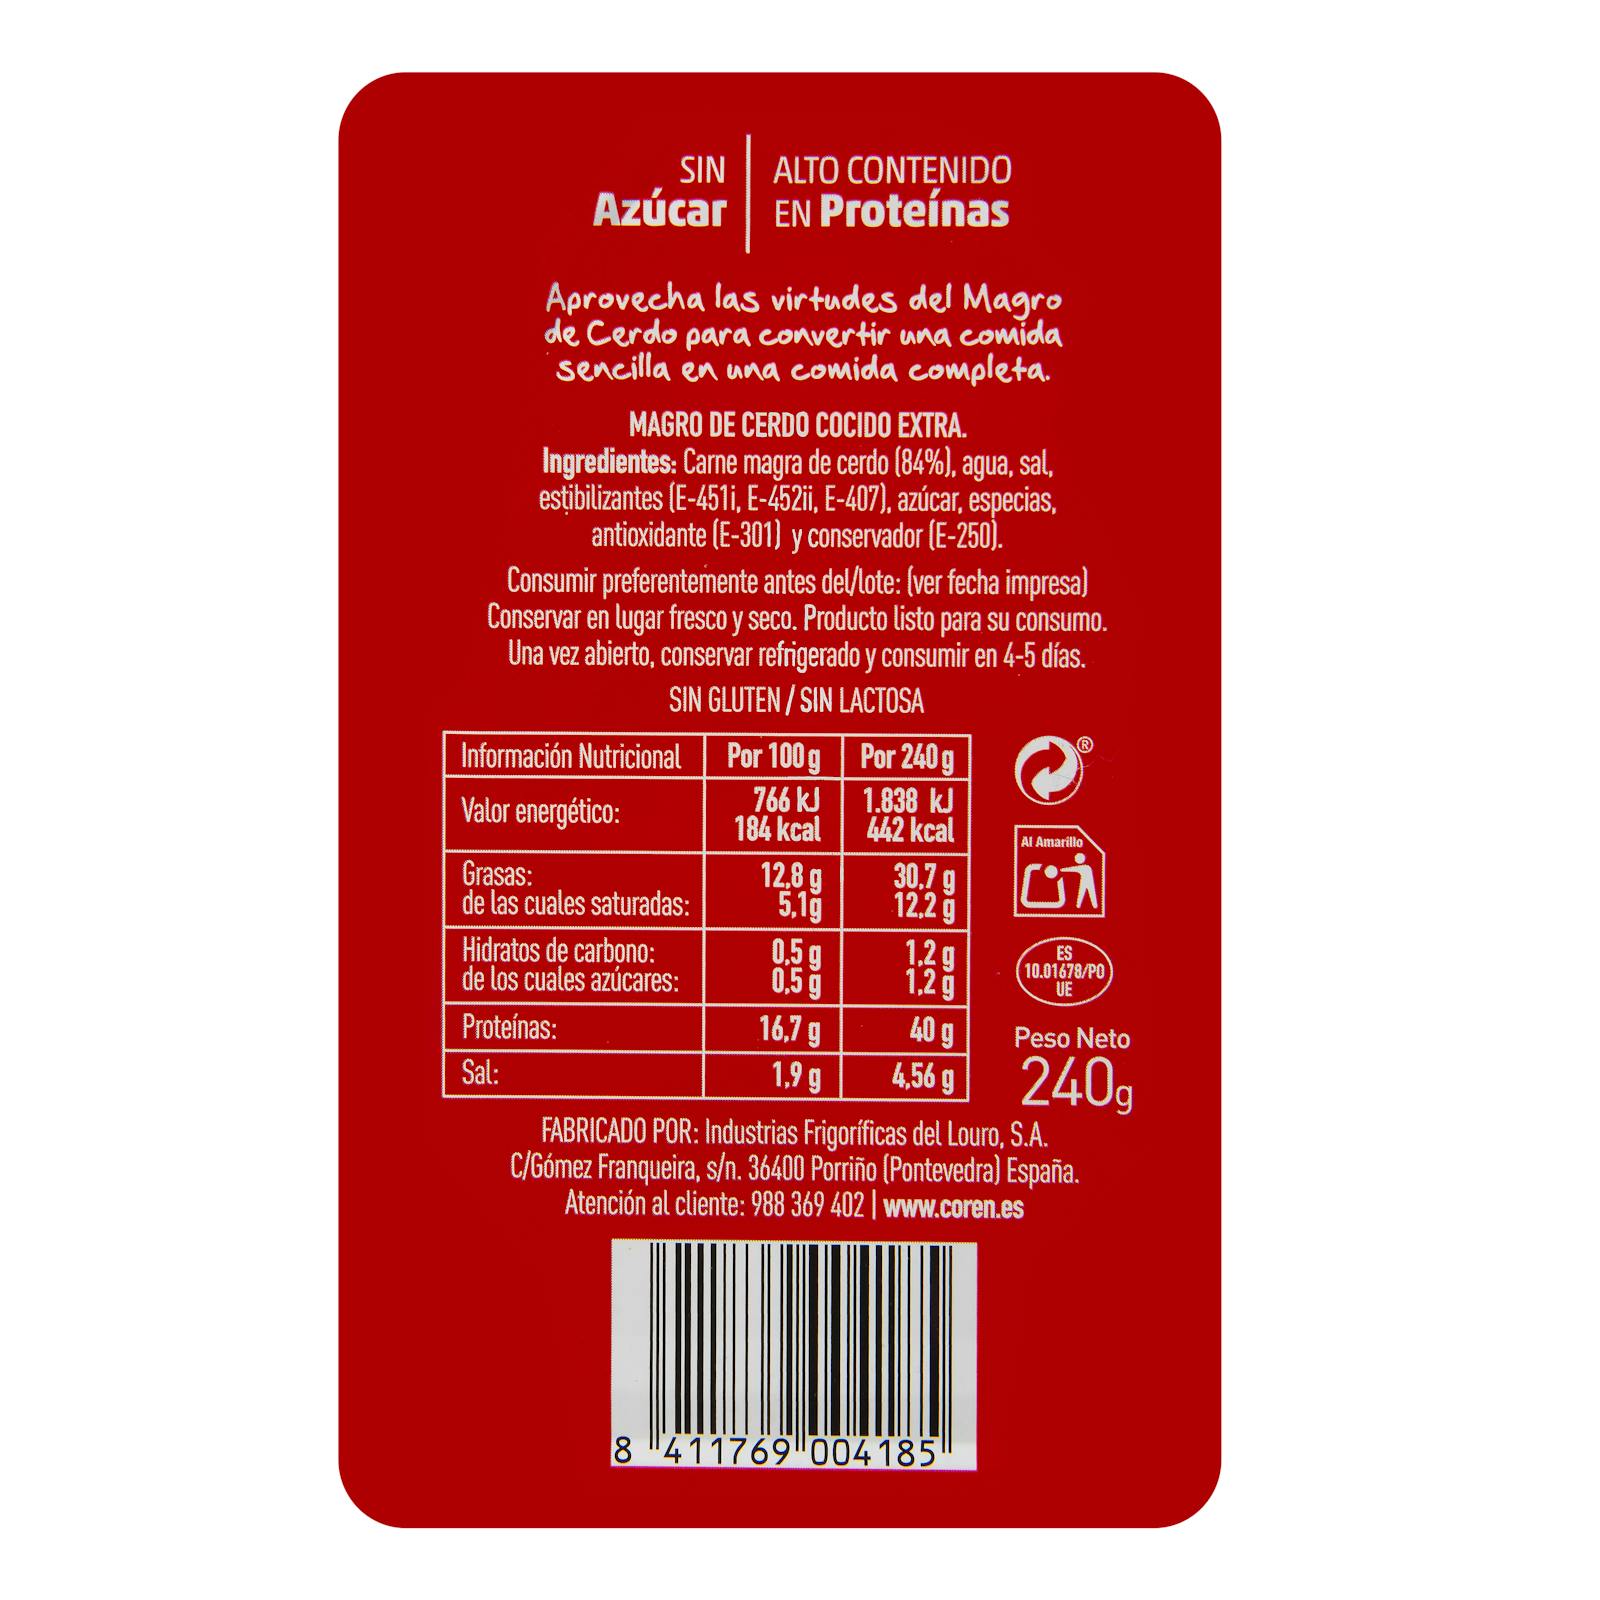 SIN
Azúcar
ALTO CONTENIDO
EN Proteínas
Aprovecha las virtudes del Magro
de Cerdo para convertir una comida
sencilla en una comida completa.
MAGRO DE CERDO COCIDO EXTRA.
Ingredientes: Carne magra de cerdo (84%), agua, sal,
estibilizantes (E-451i, E-452ii, E-407), azúcar, especias,
antioxidante (E-301) y conservador (E-250).
Consumir preferentemente antes del/lote: (ver fecha impresa)
Conservar en lugar fresco y seco. Producto listo para su consumo.
Una vez abierto, conservar refrigerado y consumir en 4-5 días.
SIN GLUTEN / SIN LACTOSA
Información Nutricional Por 100 g Por 240 g
Valor energético: 766 kJ 1.838 kJ
184 kcal 442 kcal
Grasas: 12,8 g 30,7 g
de las cuales saturadas: 5,1g 12,2 g
Hidratos de carbono: 0,5 g 1,2 g
de los cuales azúcares: 0,5 g 1,2 g
Proteínas: 16,7 g 40 g
Sal: 1,9 g 4,56 g
®
Al Amarillo
ES
10.01678/PO
UE
Peso Neto
240g
FABRICADO POR: Industrias Frigoríficas del Louro, S.A.
C/Gómez Franqueira, s/n. 36400 Porriño (Pontevedra) España.
Atención al cliente: 988 369 402 | www.coren.es
8 411769 004185